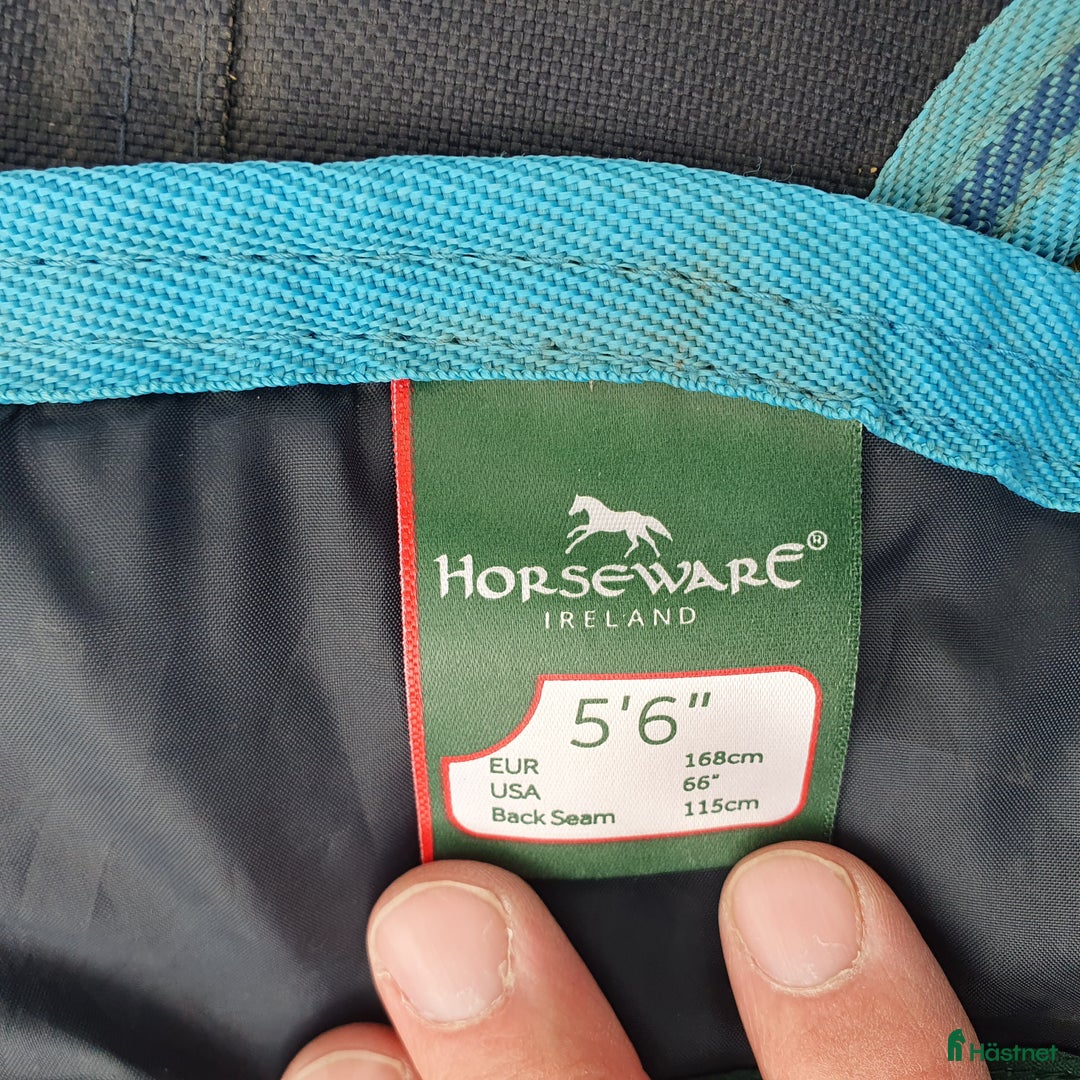 HORSEWARE®
IRELAND
5'6"
EUR 168cm
USA 66"
Back Seam 115cm
Hästnet